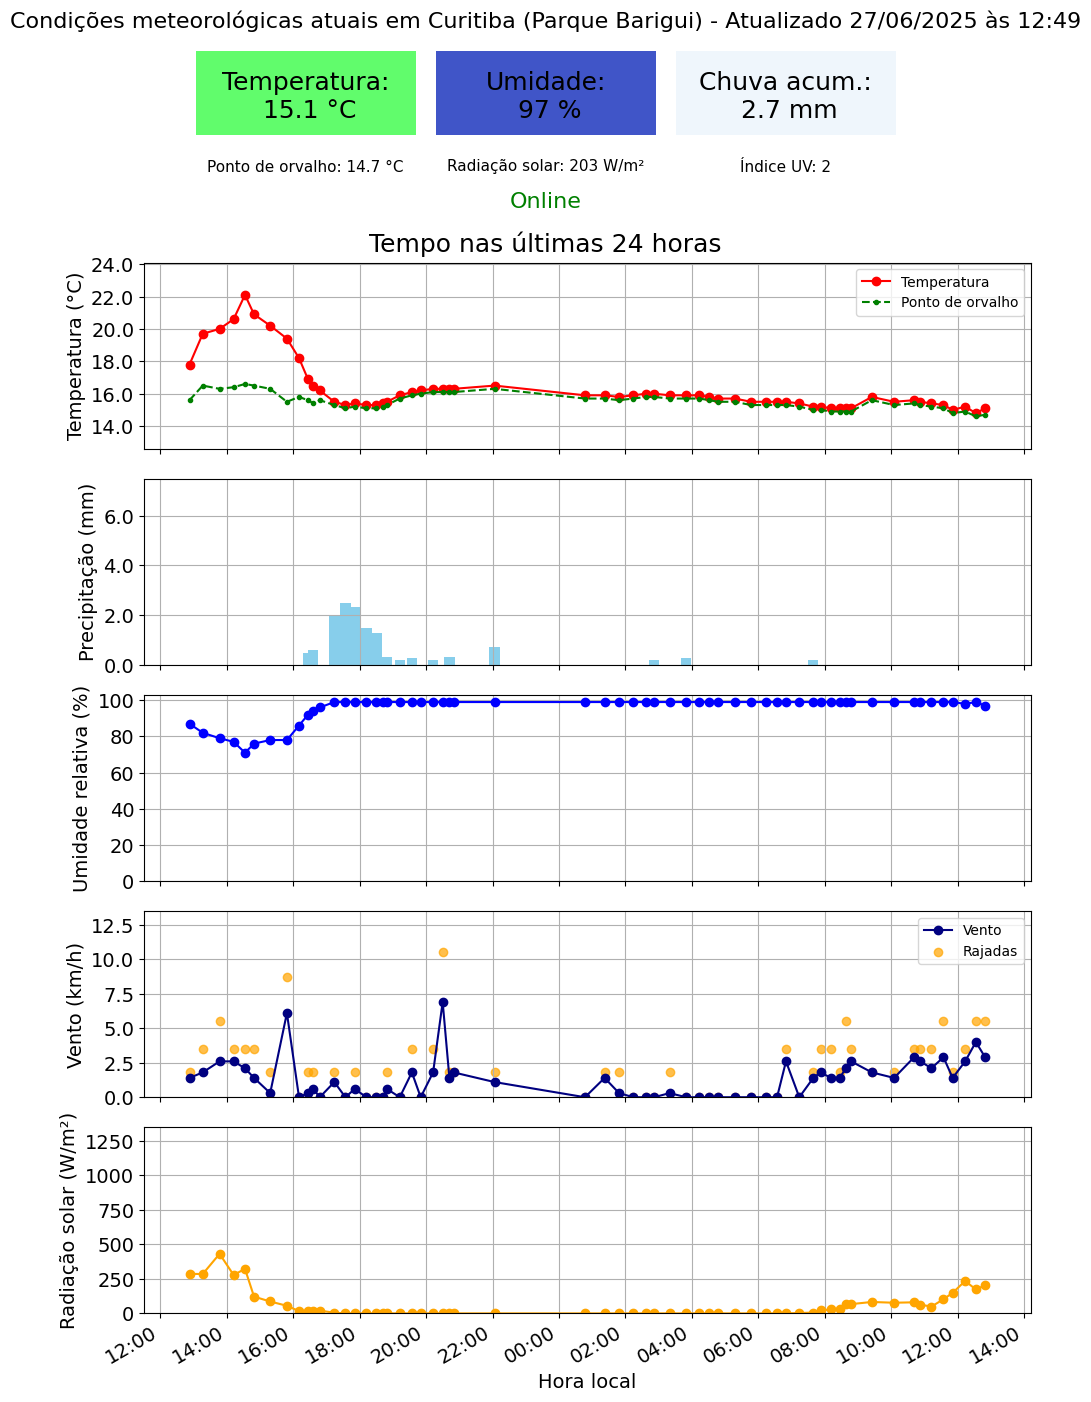 Condições meteorológicas atuais em Curitiba (Parque Barigui) - Atualizado 27/06/2025 às 12:49
Temperatura:
15.1 °C
Umidade:
97 %
Chuva acum.:
2.7 mm
Ponto de orvalho: 14.7 °C
Radiação solar: 203 W/m²
Índice UV: 2
Online
Tempo nas últimas 24 horas
Temperatura (°C)
24.0
22.0
20.0
18.0
16.0
14.0
Temperatura
Ponto de orvalho
Precipitação (mm)
6.0
4.0
2.0
0.0
Umidade relativa (%)
100
80
60
40
20
0
Vento (km/h)
12.5
10.0
7.5
5.0
2.5
0.0
Vento
Rajadas
Radiação solar (W/m²)
1250
1000
750
500
250
0
12:00
14:00
16:00
18:00
20:00
22:00
00:00
02:00
04:00
06:00
08:00
10:00
12:00
14:00
Hora local